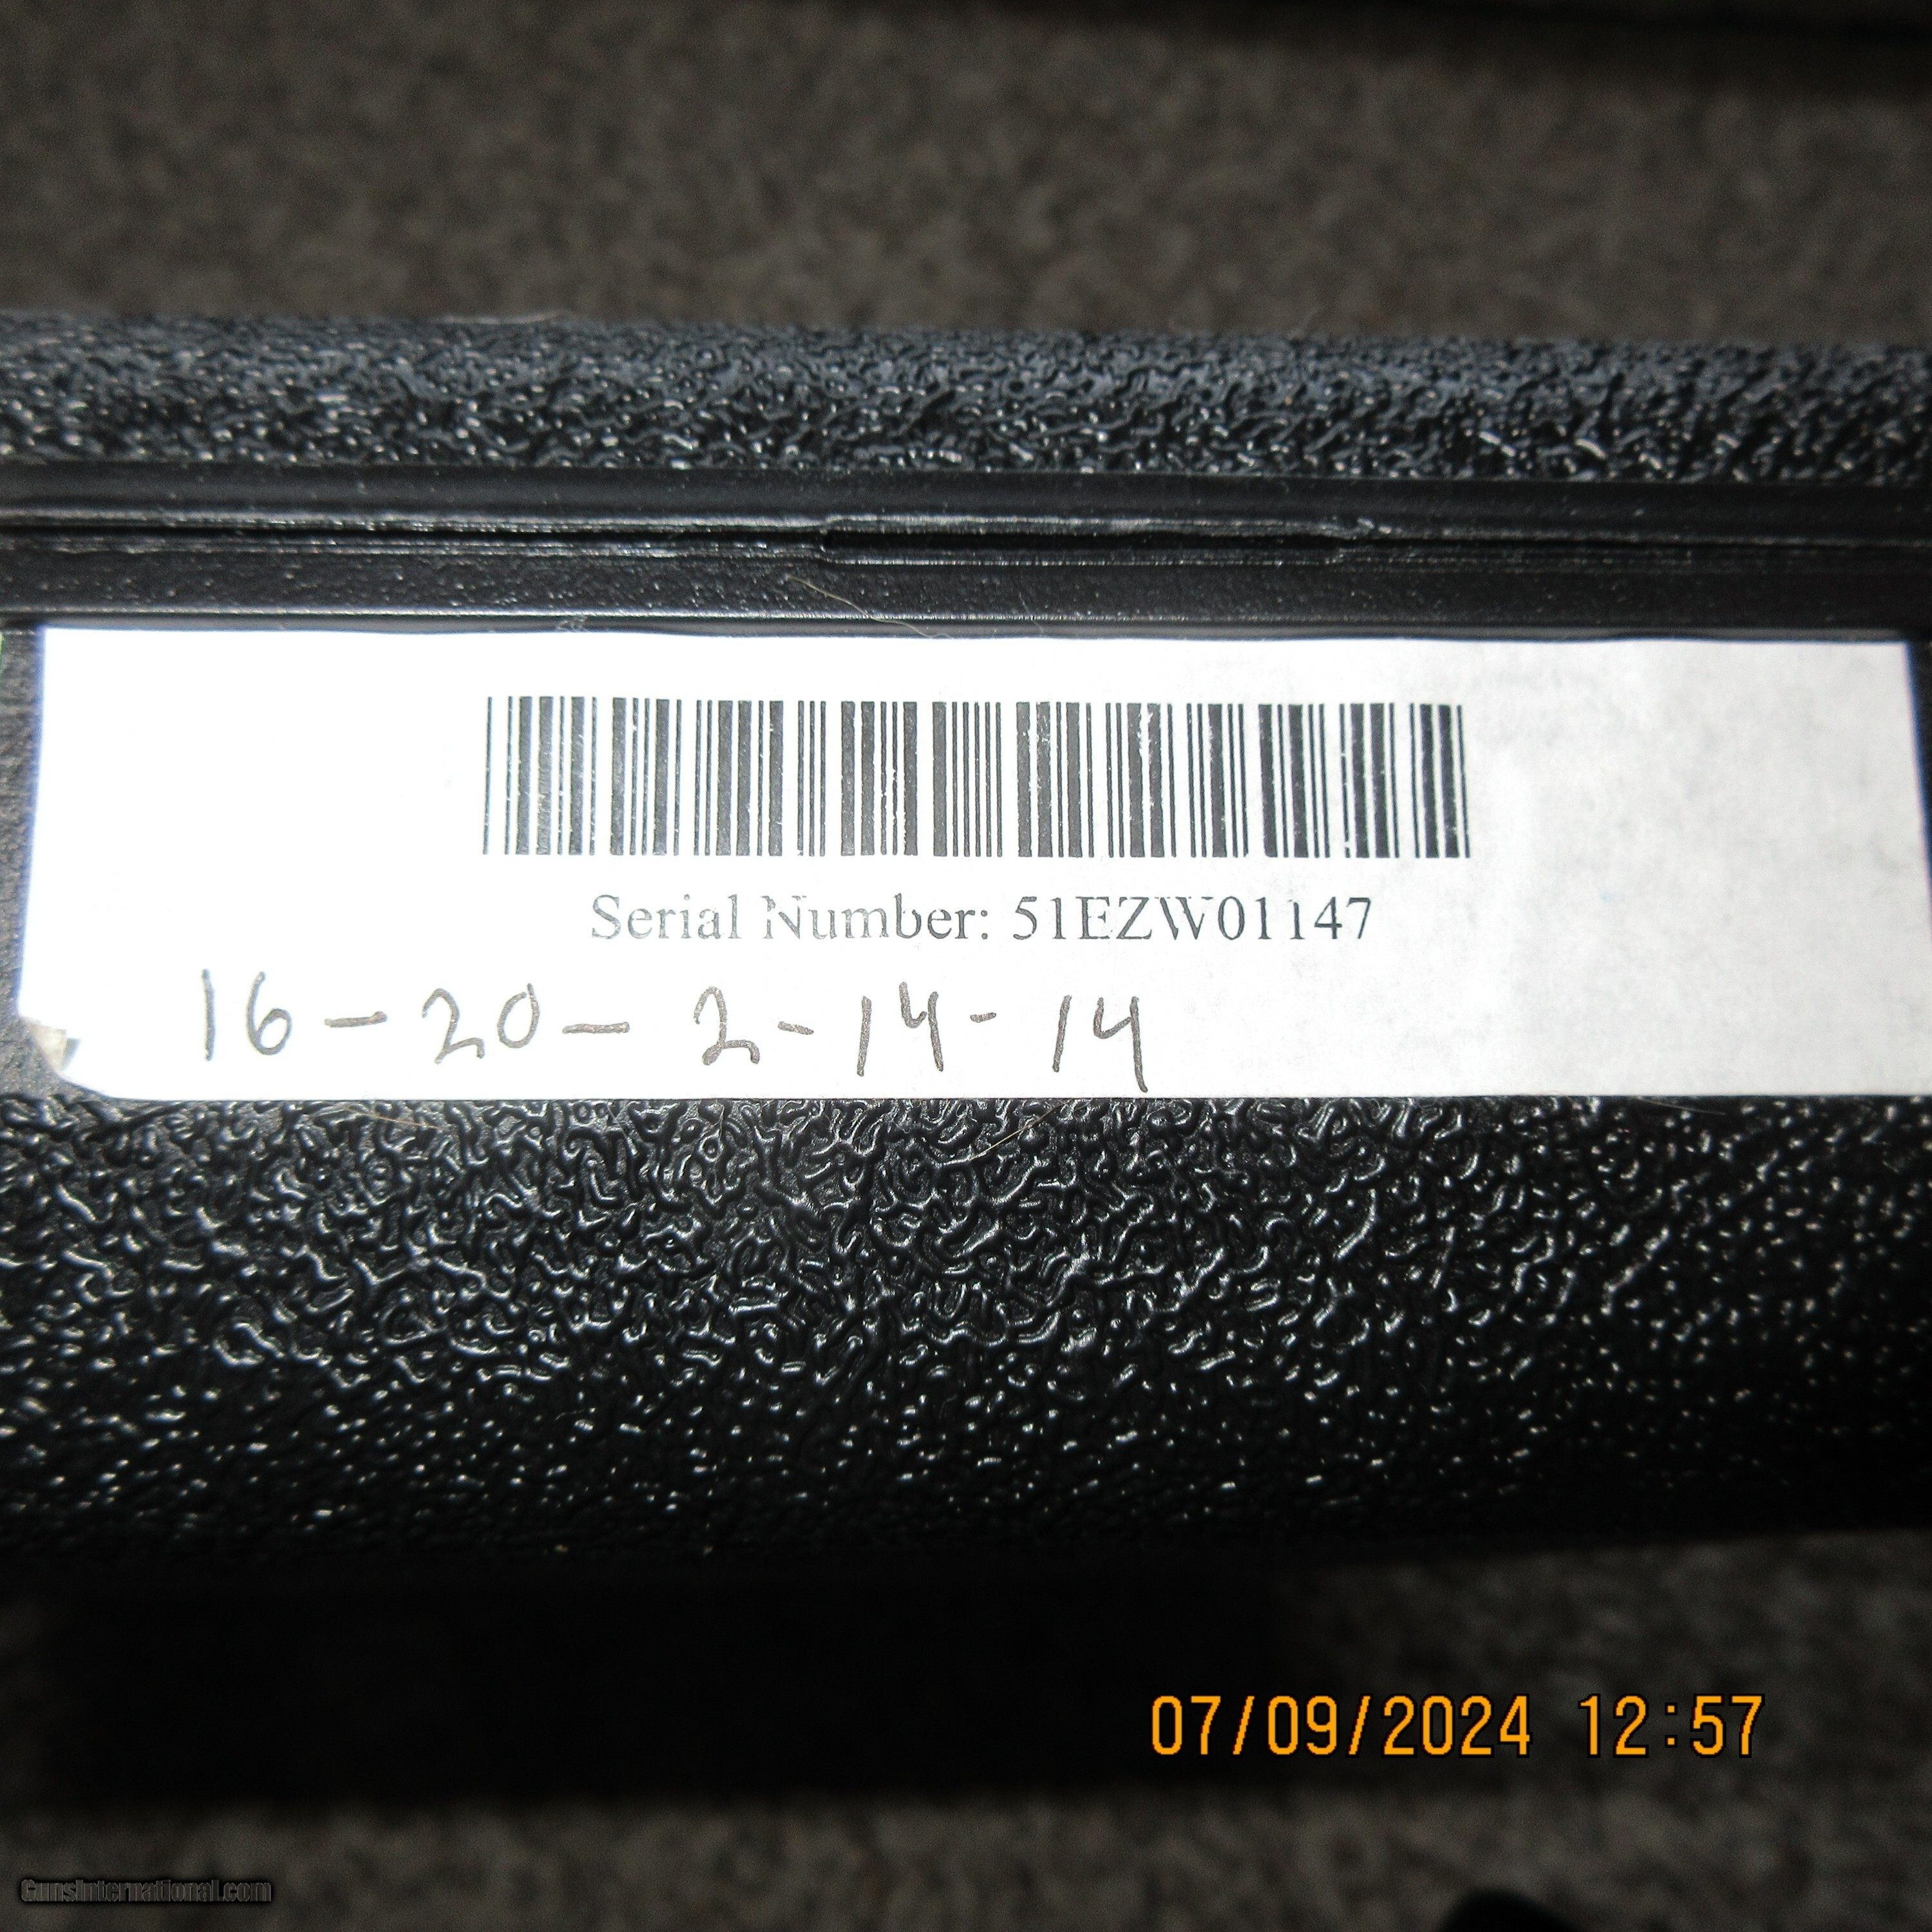 Serial Number: 51EZW01147
16-20-2-14-14
07/09/2024 12:57
GunsInternational.com